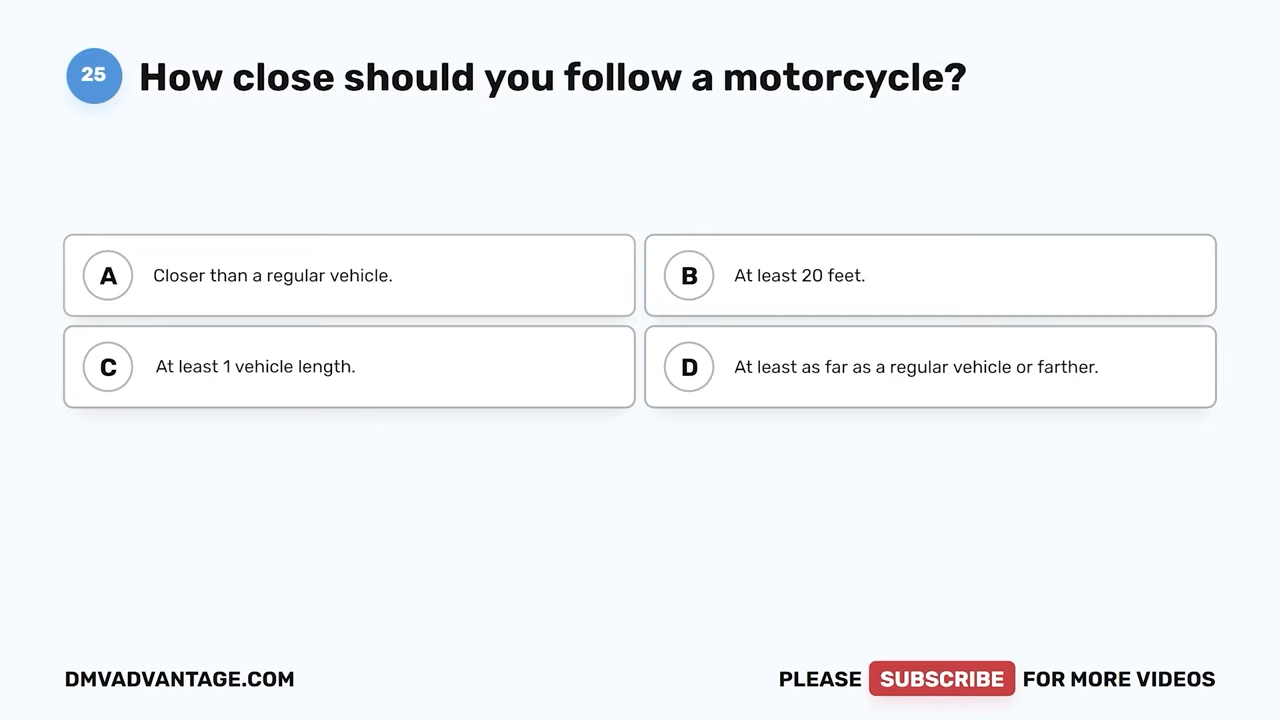 25 How close should you follow a motorcycle?
A Closer than a regular vehicle.
B At least 20 feet.
C At least 1 vehicle length.
D At least as far as a regular vehicle or farther.
DMVADVANTAGE.COM
PLEASE SUBSCRIBE FOR MORE VIDEOS